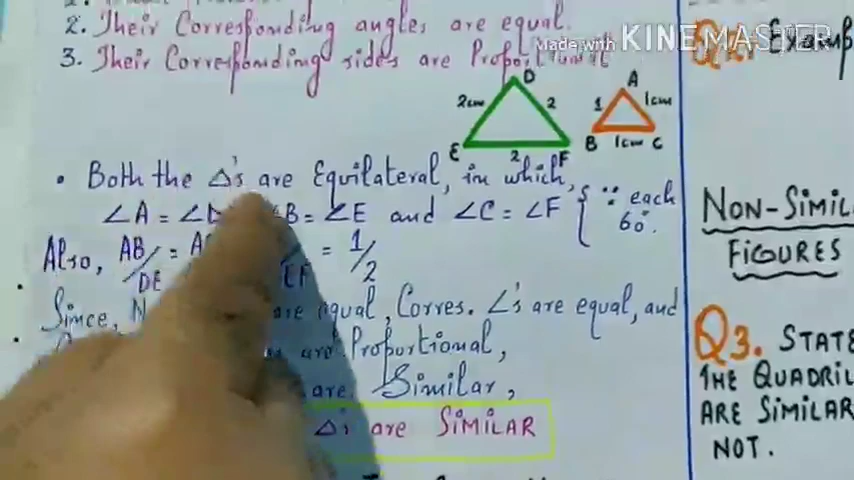 2. Their Corresponding angles are equal.
3. Their Corresponding sides are
Made with KINEMASTER
D
2cm
2
E
2
F
A
1
1cm
B
1cm
C
• Both the Δ's are Equilateral, in which,
∠A = ∠B = ∠E and ∠C = ∠F { ∵ each 60°.
Also, AB/DE = = 1/2
Since, are equal, Corres. ∠'s are equal, and
are Proportional,
are Similar,
Δ's are SIMILAR
NON-SIMIL
FIGURES
Q3. STATE
THE QUADRIL
ARE SIMILAR
NOT.